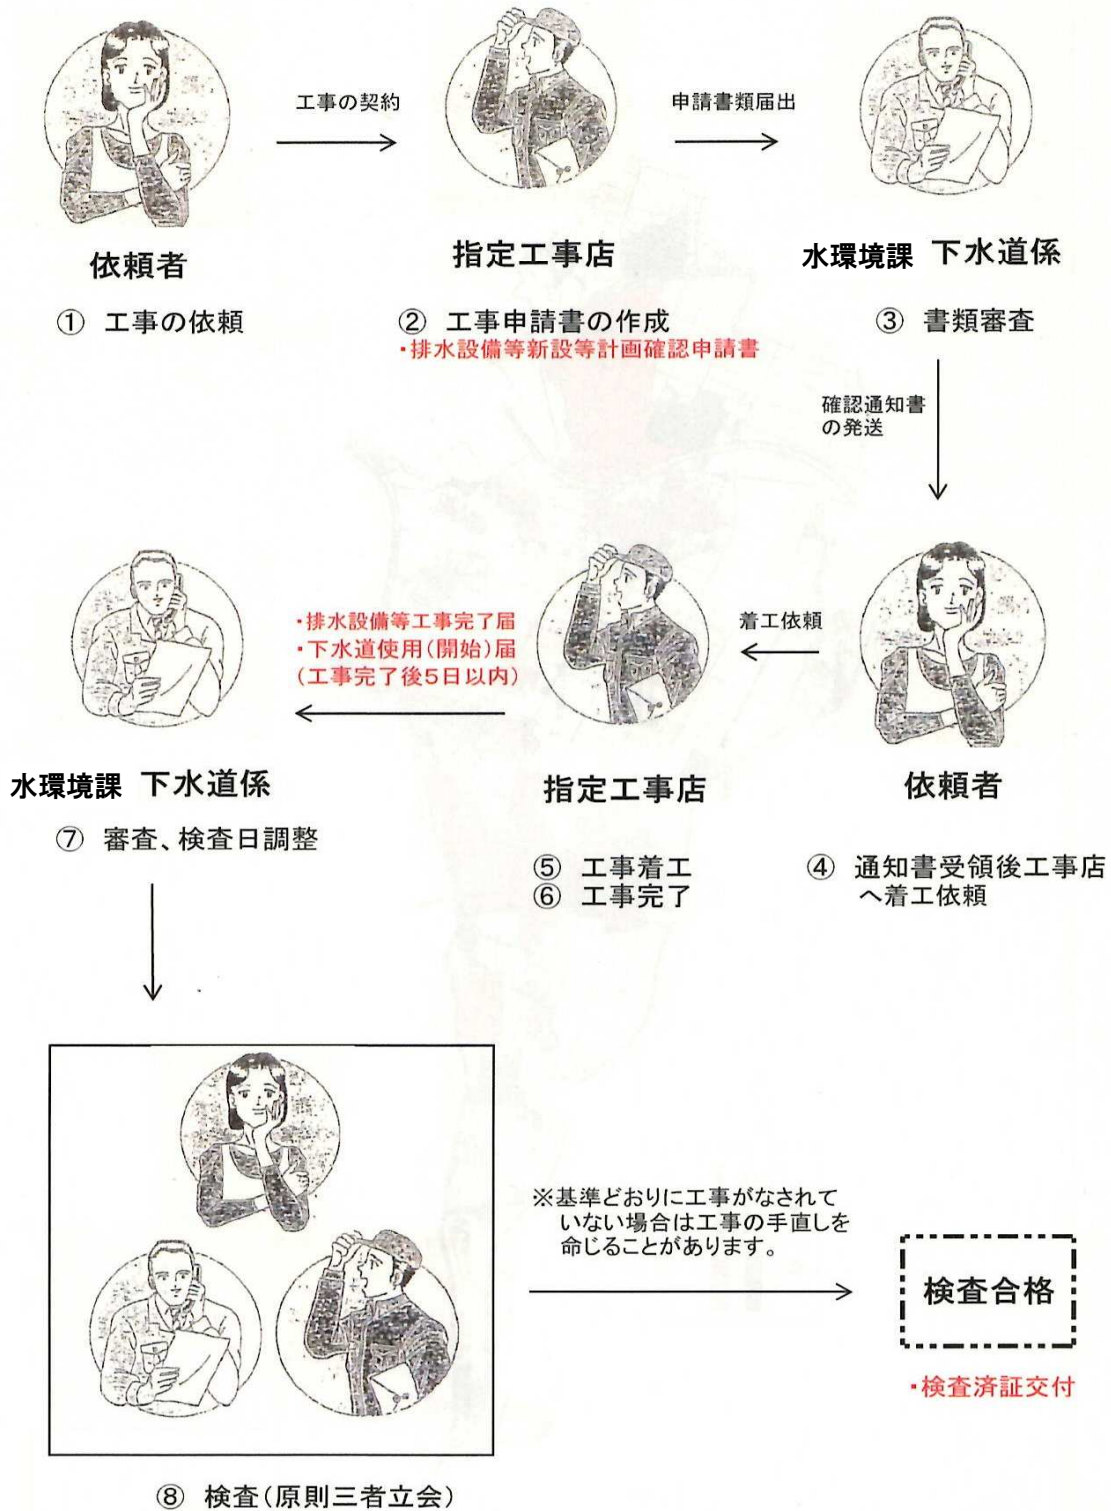 工事の契約
申請書類届出
依頼者
指定工事店
水環境課 下水道係
① 工事の依頼
② 工事申請書の作成
・排水設備等新設等計画確認申請書
③ 書類審査
確認通知書
の発送
・排水設備等工事完了届
・下水道使用(開始)届
(工事完了後5日以内)
着工依頼
水環境課 下水道係
指定工事店
依頼者
⑦ 審査、検査日調整
⑤ 工事着工
⑥ 工事完了
④ 通知書受領後工事店
へ着工依頼
※基準どおりに工事がなされて
いない場合は工事の手直しを
命じることがあります。
検査合格
・検査済証交付
⑧ 検査(原則三者立会)